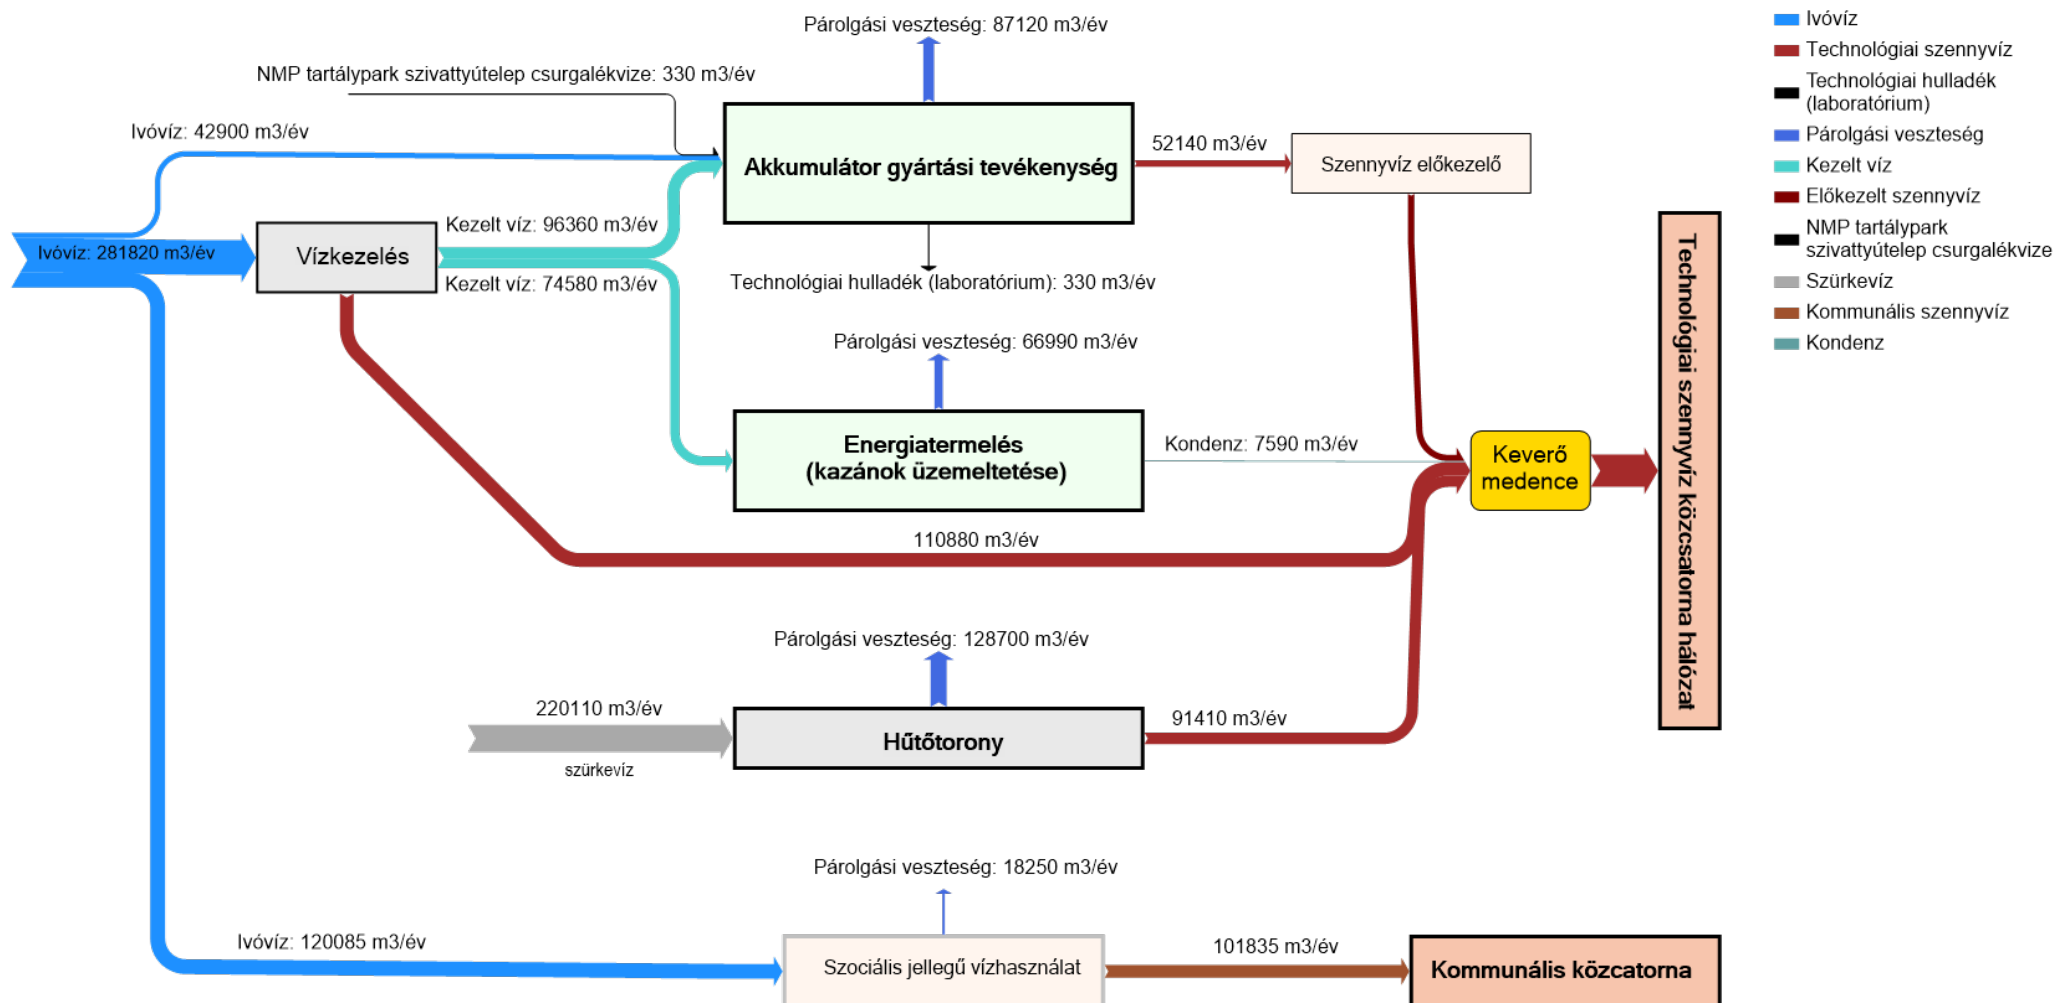 Párolgási veszteség: 87120 m3/év
NMP tartálypark szivattyútelep csurgalékvize: 330 m3/év
Ivóvíz: 42900 m3/év
52140 m3/év
Akkumulátor gyártási tevékenység
Szennyvíz előkezelő
Kezelt víz: 96360 m3/év
Ivóvíz: 281820 m3/év
Vízkezelés
Kezelt víz: 74580 m3/év
Technológiai hulladék (laboratórium): 330 m3/év
Párolgási veszteség: 66990 m3/év
Energiatermelés
(kazánok üzemeltetése)
Kondenz: 7590 m3/év
Keverő
medence
Technológiai szennyvíz közcsatorna hálózat
110880 m3/év
Párolgási veszteség: 128700 m3/év
220110 m3/év
szürkevíz
Hűtőtorony
91410 m3/év
Párolgási veszteség: 18250 m3/év
Ivóvíz: 120085 m3/év
Szociális jellegű vízhasználat
101835 m3/év
Kommunális közcatorna
Ivóvíz
Technológiai szennyvíz
Technológiai hulladék
(laboratórium)
Párolgási veszteség
Kezelt víz
Előkezelt szennyvíz
NMP tartálypark
szivattyútelep csurgalékvize
Szürkevíz
Kommunális szennyvíz
Kondenz